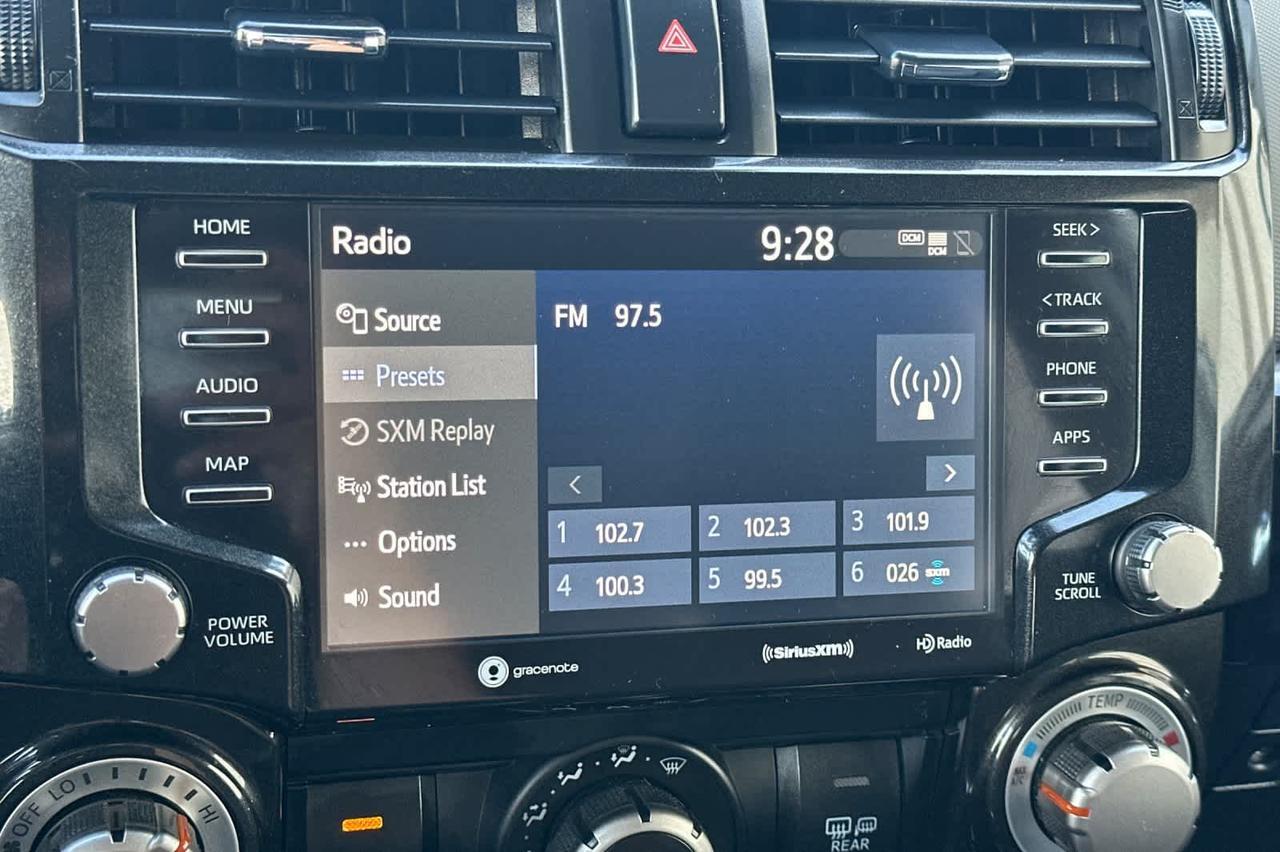 HOME
MENU
AUDIO
MAP
POWER
VOLUME
Radio
9:28
DCM
DCM
Source
Presets
SXM Replay
Station List
Options
Sound
FM 97.5
<
>
1 102.7
2 102.3
3 101.9
4 100.3
5 99.5
6 026 sxm
gracenote
SiriusXM
HD Radio
SEEK >
< TRACK
PHONE
APPS
TUNE
SCROLL
OFF LO HI
REAR
TEMP